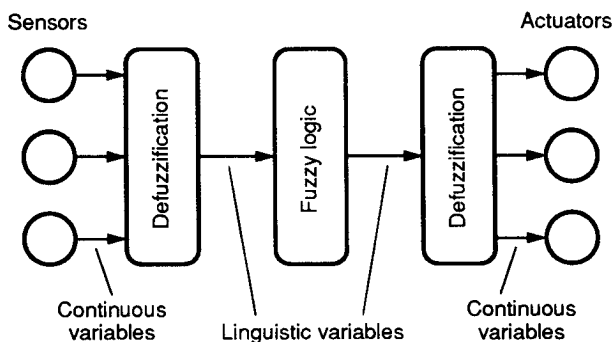 Sensors
Actuators
Defuzzification
Fuzzy logic
Defuzzification
Continuous
variables
Linguistic variables
Continuous
variables